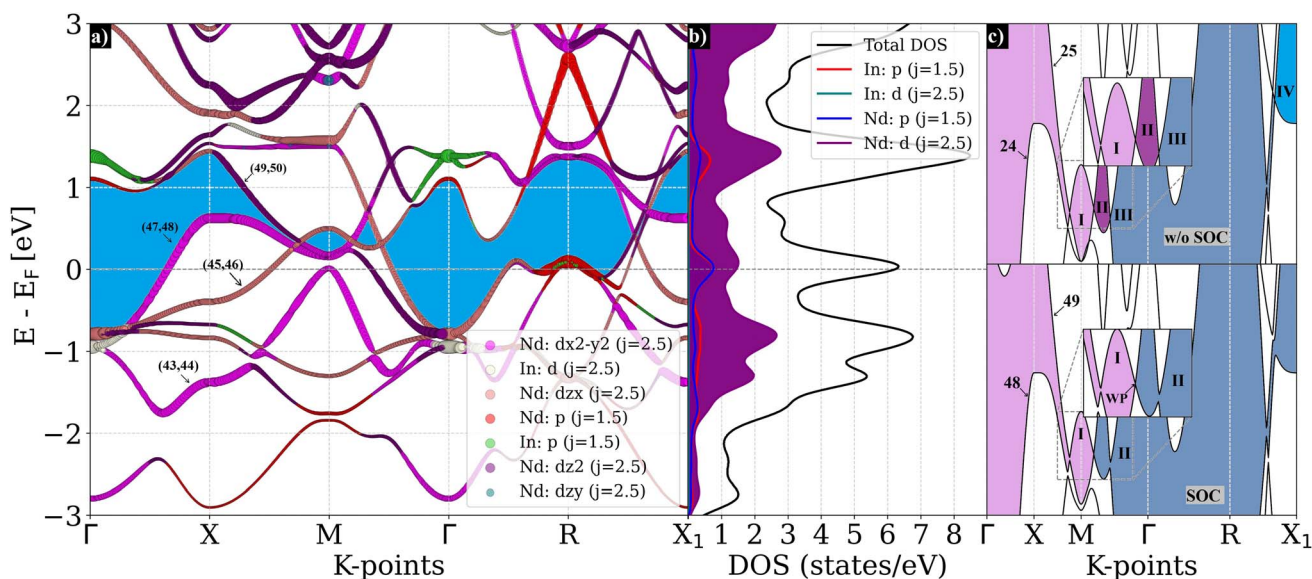 a)
E - E_F [eV]
3
2
1
0
−1
−2
−3
(49,50)
(47,48)
(45,46)
(43,44)
Nd: dx2-y2 (j=2.5)
In: d (j=2.5)
Nd: dzx (j=2.5)
Nd: p (j=1.5)
In: p (j=1.5)
Nd: dz2 (j=2.5)
Nd: dzy (j=2.5)
Γ X M Γ R X₁
K-points
b)
Total DOS
In: p (j=1.5)
In: d (j=2.5)
Nd: p (j=1.5)
Nd: d (j=2.5)
1 2 3 4 5 6 7 8
DOS (states/eV)
c)
25
24
I
II
III
I
II
III
IV
w/o SOC
49
48
I
WP
II
I
II
SOC
Γ X M Γ R X₁
K-points